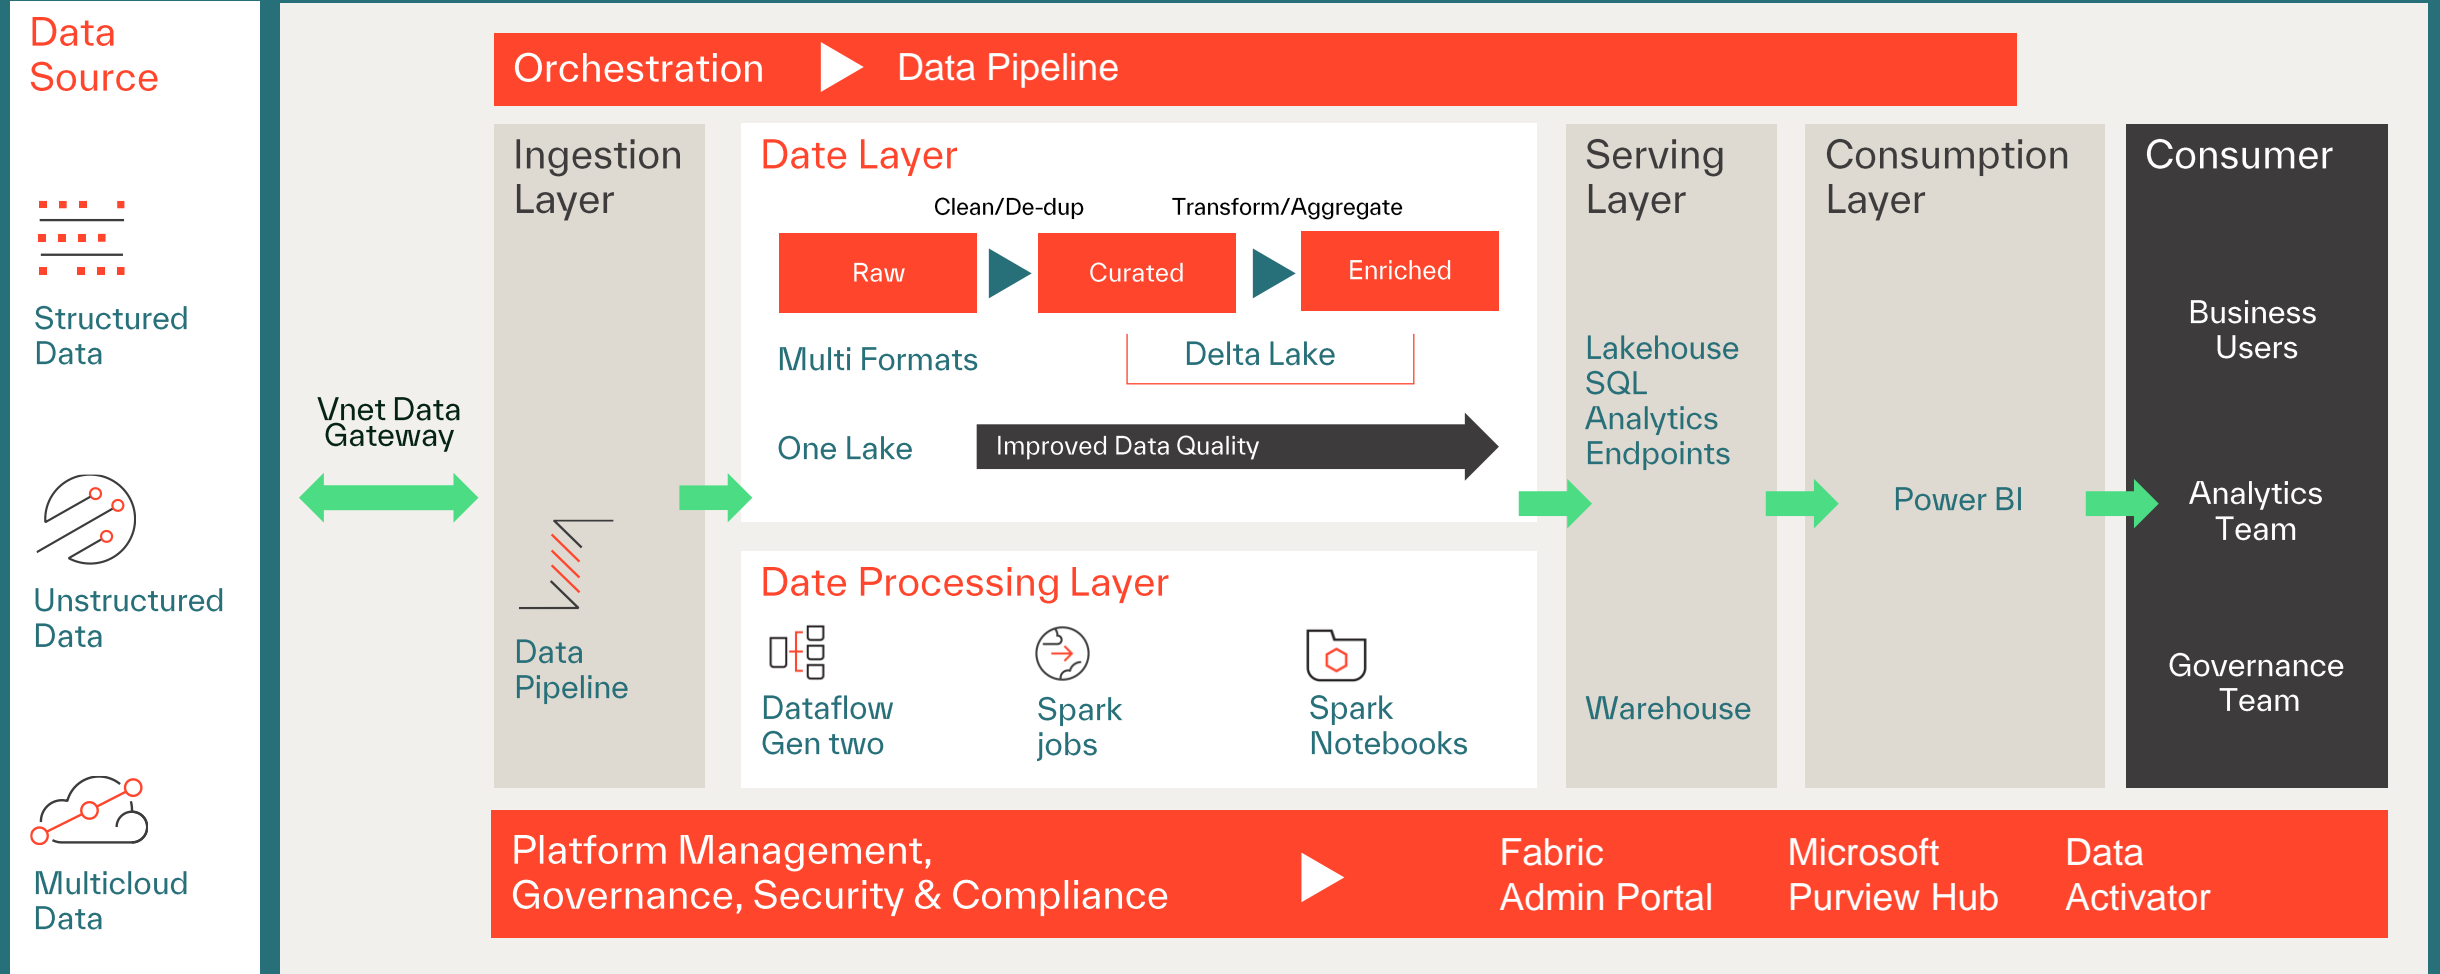 Data
Source
Structured
Data
Unstructured
Data
Multicloud
Data
Vnet Data
Gateway
Orchestration
Data Pipeline
Ingestion
Layer
Data
Pipeline
Date Layer
Clean/De-dup
Transform/Aggregate
Raw
Curated
Enriched
Multi Formats
Delta Lake
One Lake
Improved Data Quality
Date Processing Layer
Dataflow
Gen two
Spark
jobs
Spark
Notebooks
Serving
Layer
Lakehouse
SQL
Analytics
Endpoints
Warehouse
Consumption
Layer
Power BI
Consumer
Business
Users
Analytics
Team
Governance
Team
Platform Management,
Governance, Security & Compliance
Fabric
Admin Portal
Microsoft
Purview Hub
Data
Activator